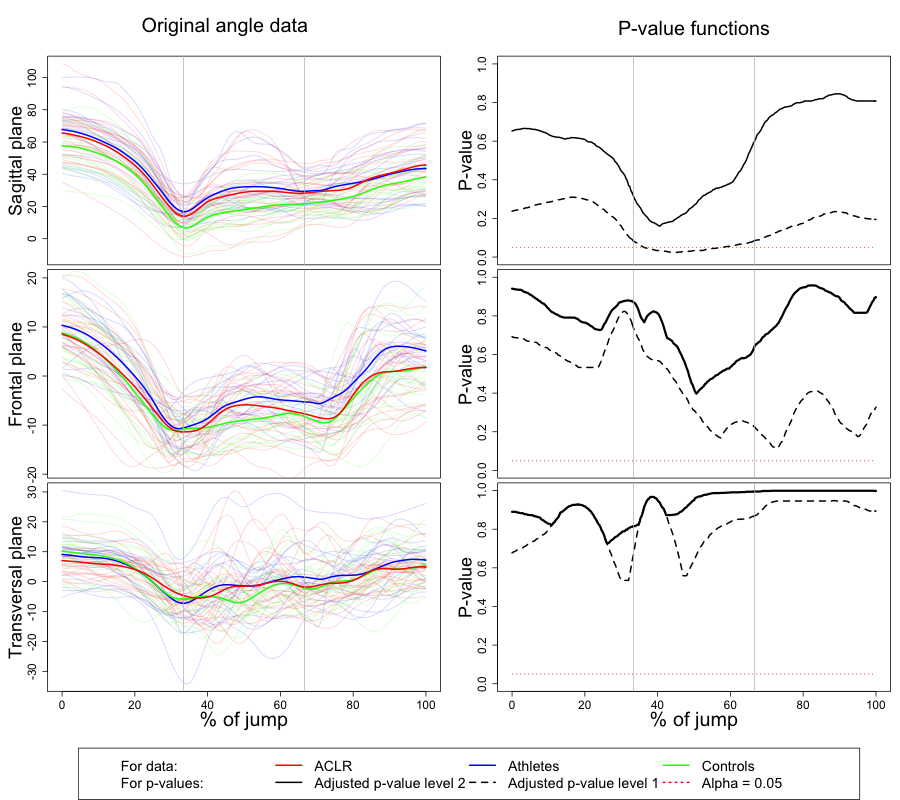 Original angle data
P-value functions
Sagittal plane
0 20 40 60 80 100
P-value
0.0 0.2 0.4 0.6 0.8 1.0
Frontal plane
-20 -10 0 10 20
P-value
0.0 0.2 0.4 0.6 0.8 1.0
Transversal plane
-30 -20 -10 0 10 20 30
P-value
0.0 0.2 0.4 0.6 0.8 1.0
0 20 40 60 80 100
% of jump
0 20 40 60 80 100
% of jump
For data: ACLR Athletes Controls
For p-values: Adjusted p-value level 2 Adjusted p-value level 1 Alpha = 0.05